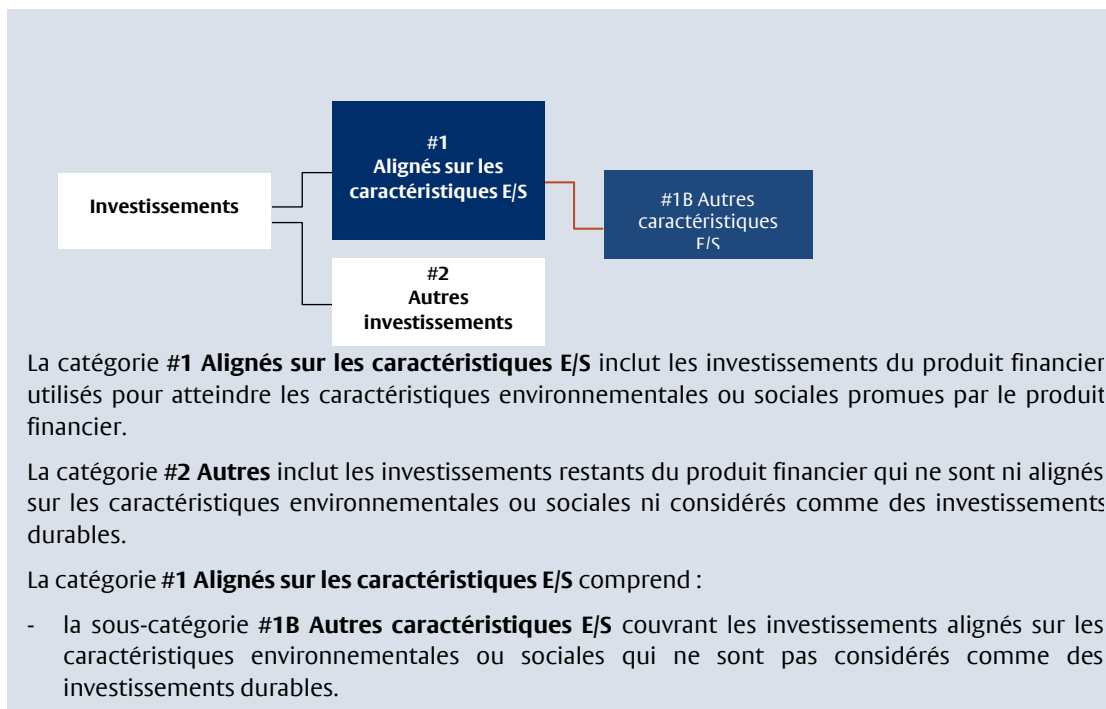 #1
Alignés sur les
caractéristiques E/S
Investissements
#1B Autres
caractéristiques
E/S
#2
Autres
investissements
La catégorie #1 Alignés sur les caractéristiques E/S inclut les investissements du produit financier
utilisés pour atteindre les caractéristiques environnementales ou sociales promues par le produit
financier.
La catégorie #2 Autres inclut les investissements restants du produit financier qui ne sont ni alignés
sur les caractéristiques environnementales ou sociales ni considérés comme des investissements
durables.
La catégorie #1 Alignés sur les caractéristiques E/S comprend :
- la sous-catégorie #1B Autres caractéristiques E/S couvrant les investissements alignés sur les
caractéristiques environnementales ou sociales qui ne sont pas considérés comme des
investissements durables.